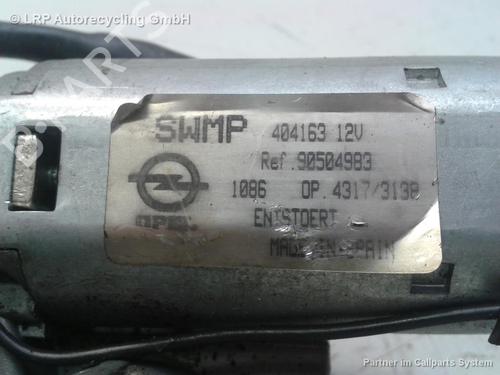 © LRP Autorecycling GmbH
SWMP 404163 12V
Ref.90504983
1086 OP.4317/3138
OPEL
ENTSTOERT
MADE IN SPAIN
Partner im Callparts System